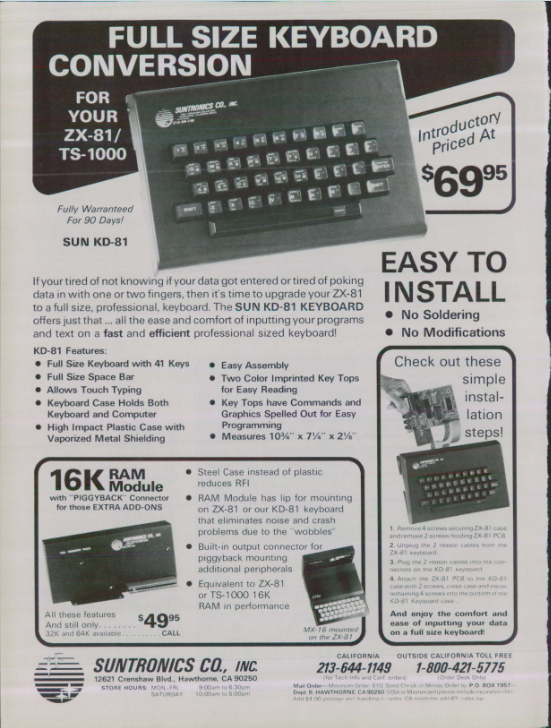 FULL SIZE KEYBOARD
CONVERSION
FOR
YOUR
ZX-81/
TS-1000
SUNTRONICS CO., INC.
Introductory
Priced At
$69 95
Fully Warranteed
For 90 Days!
SUN KD-81
If your tired of not knowing if your data got entered or tired of poking
data in with one or two fingers, then it's time to upgrade your ZX-81
to a full size, professional, keyboard. The SUN KD-81 KEYBOARD
offers just that ... all the ease and comfort of inputting your programs
and text on a fast and efficient professional sized keyboard!
EASY TO
INSTALL
● No Soldering
● No Modifications
KD-81 Features:
● Full Size Keyboard with 41 Keys
● Full Size Space Bar
● Allows Touch Typing
● Keyboard Case Holds Both
Keyboard and Computer
● High Impact Plastic Case with
Vaporized Metal Shielding
● Easy Assembly
● Two Color Imprinted Key Tops
for Easy Reading
● Key Tops have Commands and
Graphics Spelled Out for Easy
Programming
● Measures 10¾" x 7¼" x 2⅛"
Check out these
simple
instal-
lation
steps!
1. Remove 4 screws securing ZX-81 case
and remove 2 screws holding ZX-81 PCB.
2. Unplug the 2 ribbon cables from the
ZX-81 keyboard.
3. Plug the 2 ribbon cables into the con-
nectors on the KD-81 keyboard.
4. Attach the ZX-81 PCB to the KD-81
case with 2 screws, close case and
remaining 4 screws into the bottom of the
KD-81 Keyboard case
And enjoy the comfort and
ease of inputting your data
on a full size keyboard!
16K RAM
Module
with "PIGGYBACK" Connector
for those EXTRA ADD-ONS
● Steel Case instead of plastic
reduces RFI
● RAM Module has lip for mounting
on ZX-81 or our KD-81 keyboard
that eliminates noise and crash
problems due to the "wobbles"
● Built-in output connector for
piggyback mounting
additional peripherals
● Equivalent to ZX-81
or TS-1000 16K
RAM in performance
All these features
And still only........ $49 95
32K and 64K available.......... CALL
MX-16 mounted
on the ZX-81
SUNTRONICS CO., INC.
12621 Crenshaw Blvd., Hawthorne, CA 90250
STORE HOURS MON.-FRI. 9:00am to 6:30pm
SATURDAY 10:00am to 5:00pm
CALIFORNIA
213-644-1149
(for Tech Info and Calif. orders)
OUTSIDE CALIFORNIA TOLL FREE
1-800-421-5775
(Order Desk Only)
Mail Order—Minimum Order $10. Send Check or Money Order to: P.O. BOX 1957
Dept. HAWTHORNE, CA 90250
Add $4.00 postage and handling